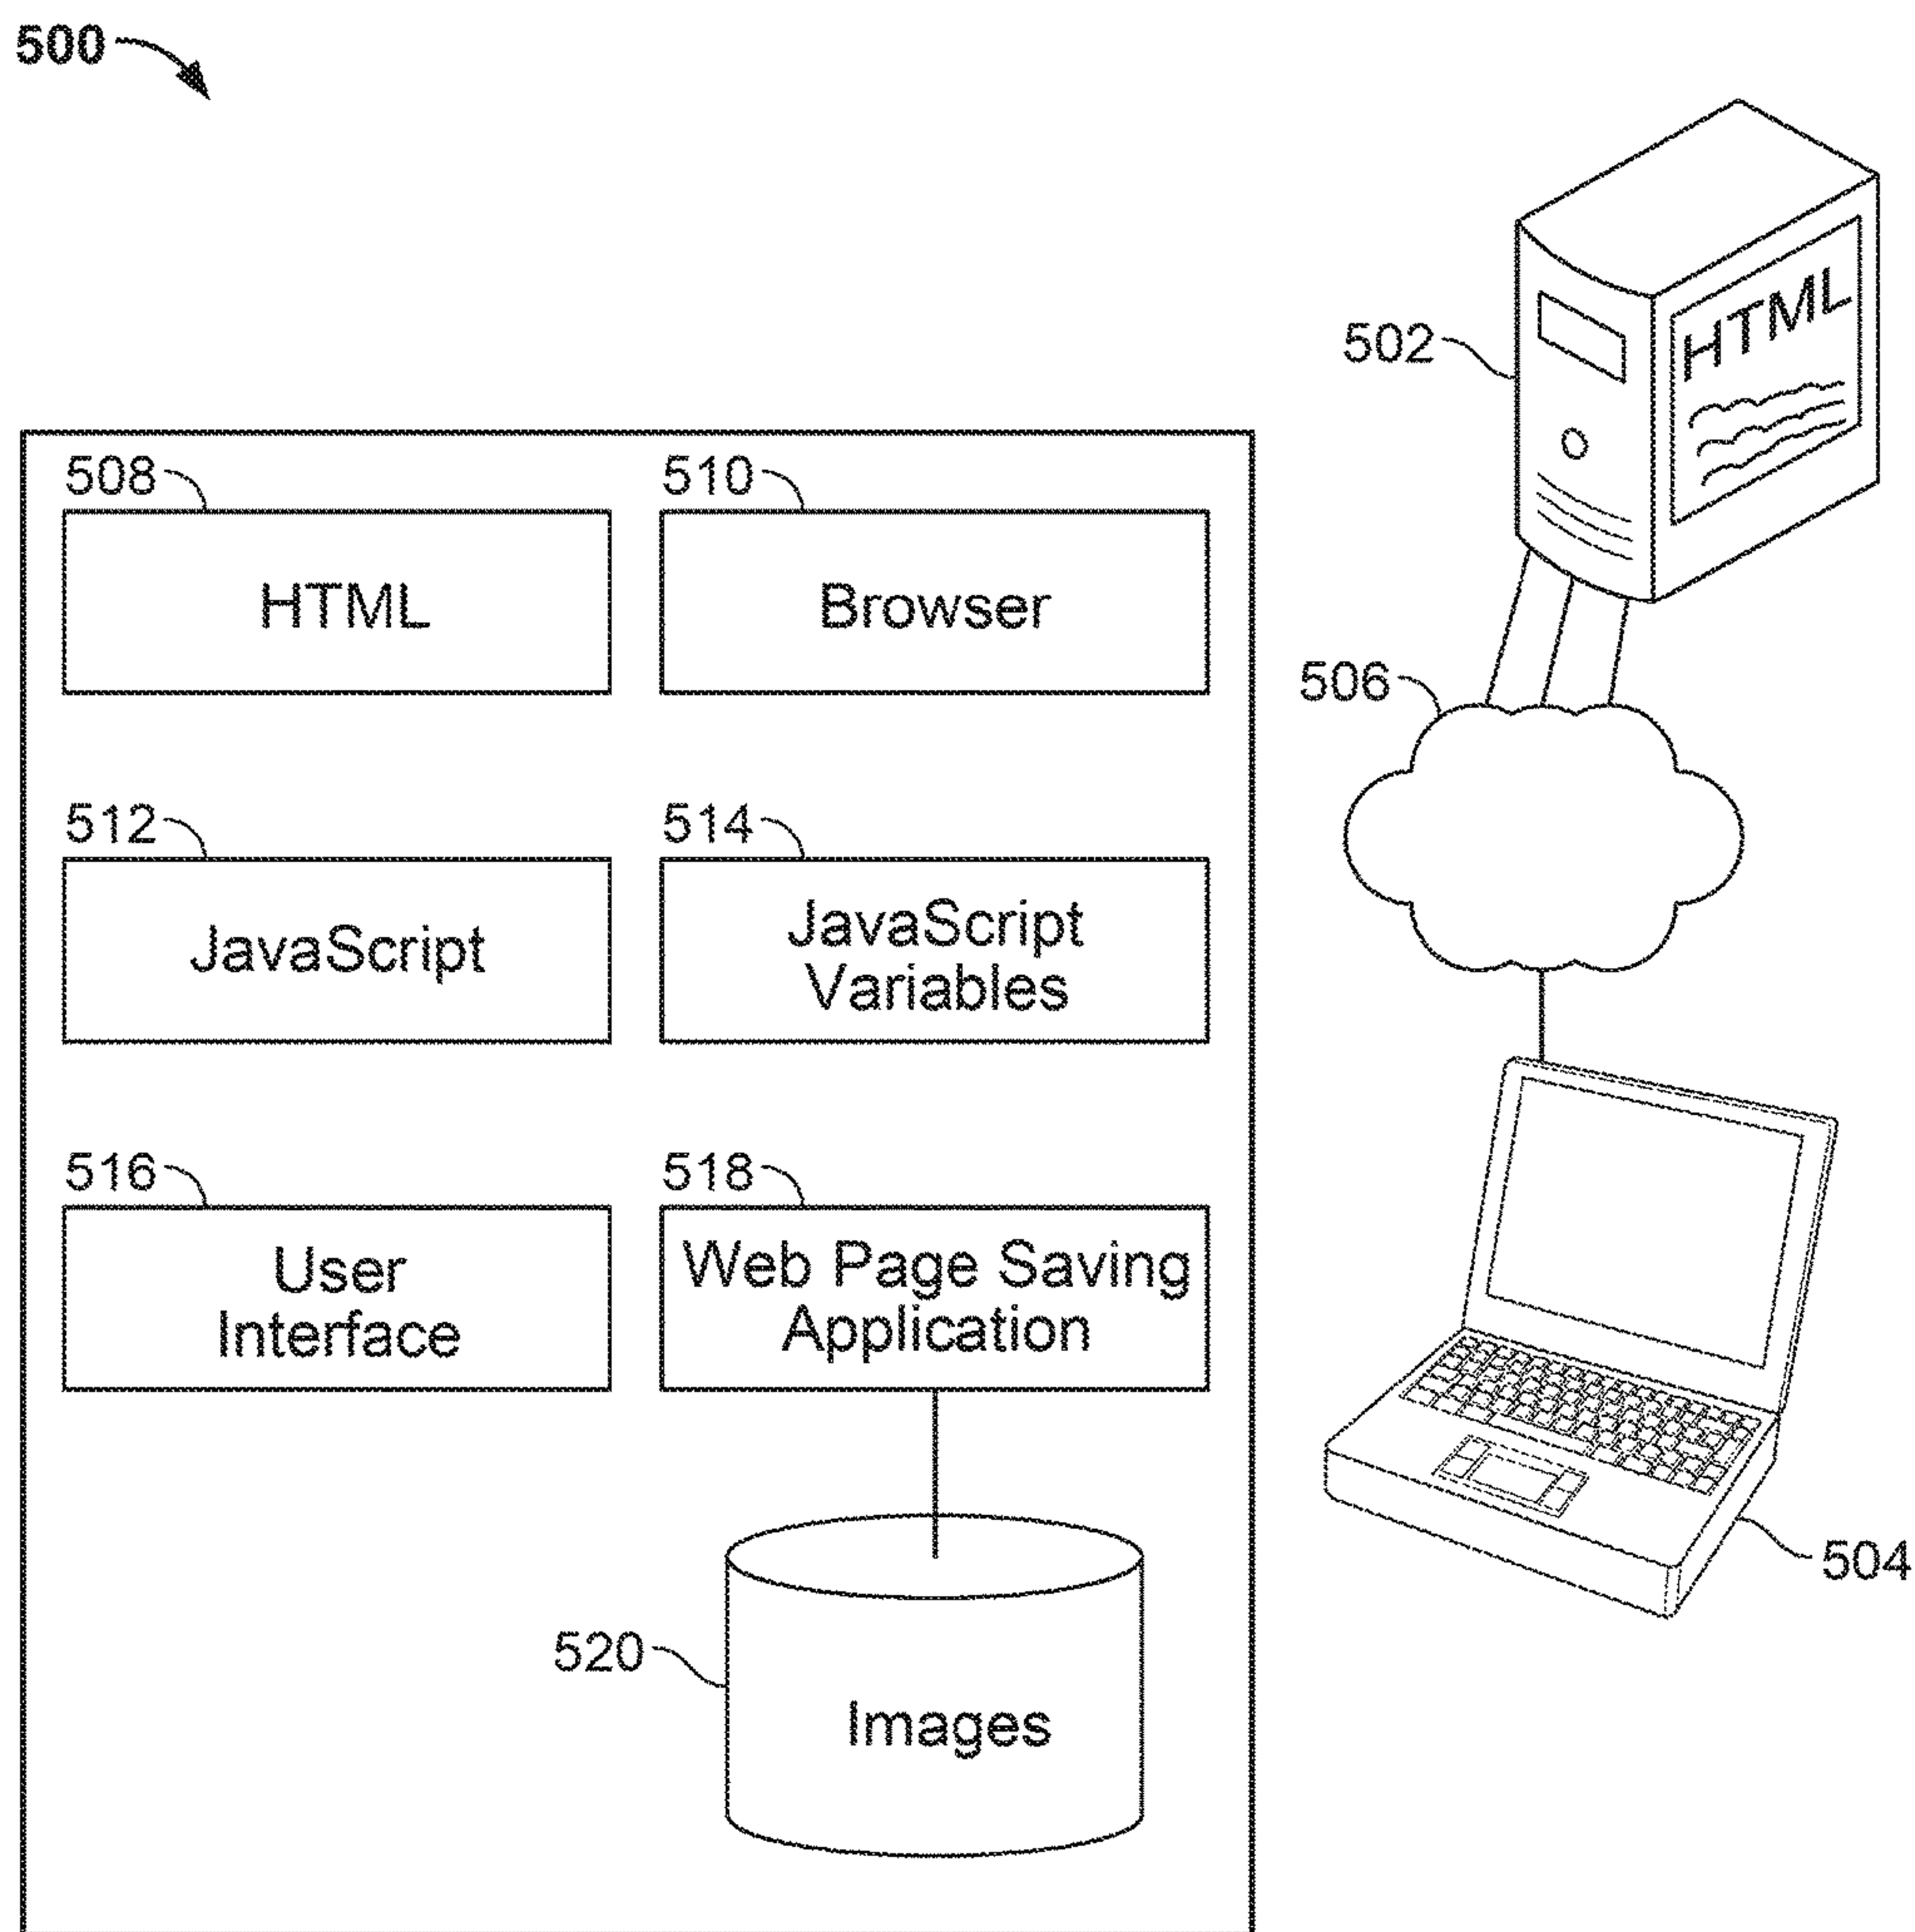 500
502
HTML
508
510
HTML
Browser
506
512
514
JavaScript
JavaScript
Variables
516
518
User
Interface
Web Page Saving
Application
504
520
Images